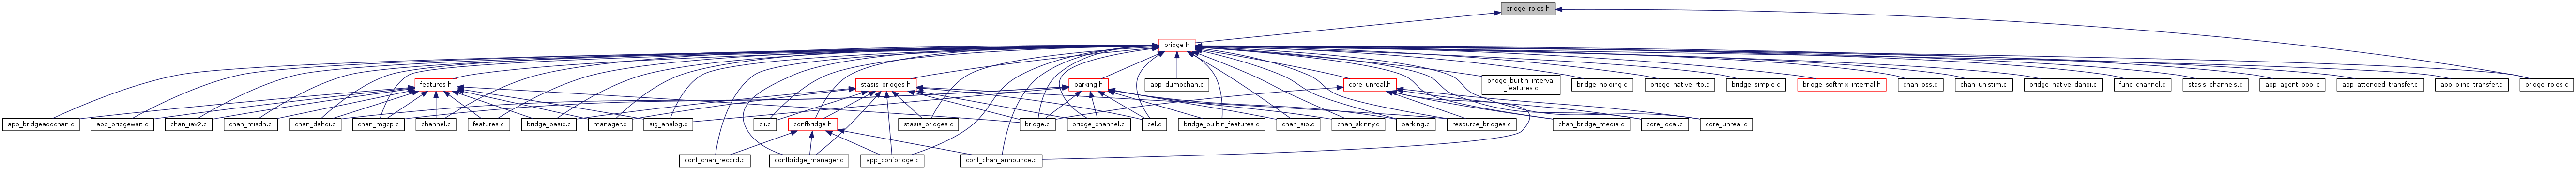 bridge_roles.h
bridge.h
features.h
stasis_bridges.h
parking.h
app_dumpchan.c
core_unreal.h
bridge_builtin_interval
_features.c
bridge_holding.c
bridge_native_rtp.c
bridge_simple.c
bridge_softmix_internal.h
chan_oss.c
chan_unistim.c
bridge_native_dahdi.c
func_channel.c
stasis_channels.c
app_agent_pool.c
app_attended_transfer.c
app_blind_transfer.c
bridge_roles.c
app_bridgeaddchan.c
app_bridgewait.c
chan_iax2.c
chan_misdn.c
chan_dahdi.c
chan_mgcp.c
channel.c
features.c
bridge_basic.c
manager.c
sig_analog.c
cli.c
confbridge.h
stasis_bridges.c
bridge.c
bridge_channel.c
cel.c
bridge_builtin_features.c
chan_sip.c
chan_skinny.c
parking.c
resource_bridges.c
chan_bridge_media.c
core_local.c
core_unreal.c
conf_chan_record.c
confbridge_manager.c
app_confbridge.c
conf_chan_announce.c